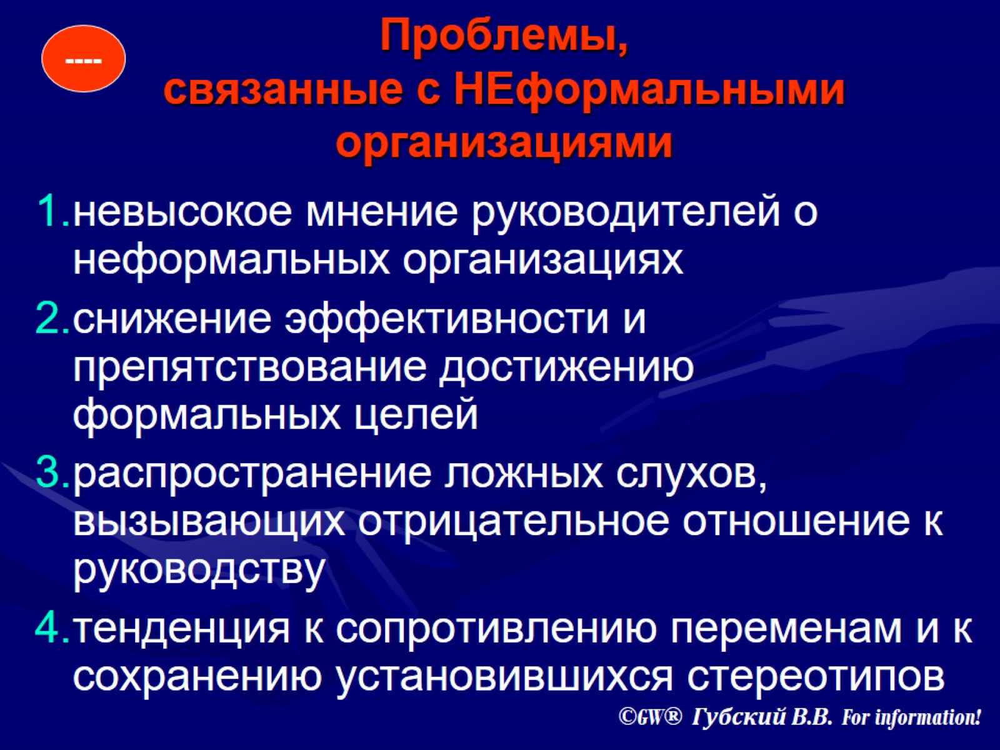 ----
Проблемы,
связанные с НЕформальными
организациями
1.невысокое мнение руководителей о
неформальных организациях
2.снижение эффективности и
препятствование достижению
формальных целей
3.распространение ложных слухов,
вызывающих отрицательное отношение к
руководству
4.тенденция к сопротивлению переменам и к
сохранению установившихся стереотипов
©GW® Губский В.В. For information!